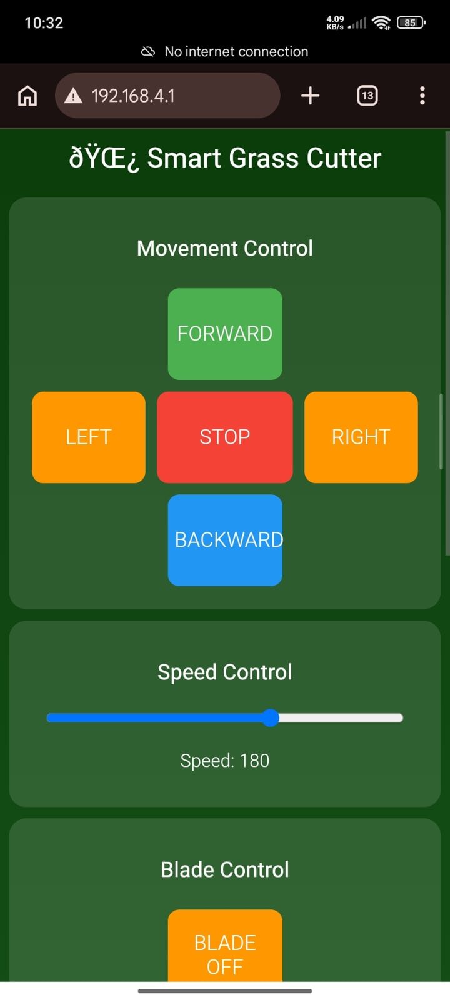 10:32
4.09
KB/s
85
No internet connection
192.168.4.1
13
ðŸŒ¿ Smart Grass Cutter
Movement Control
FORWARD
LEFT STOP RIGHT
BACKWARD
Speed Control
Speed: 180
Blade Control
BLADE
OFF